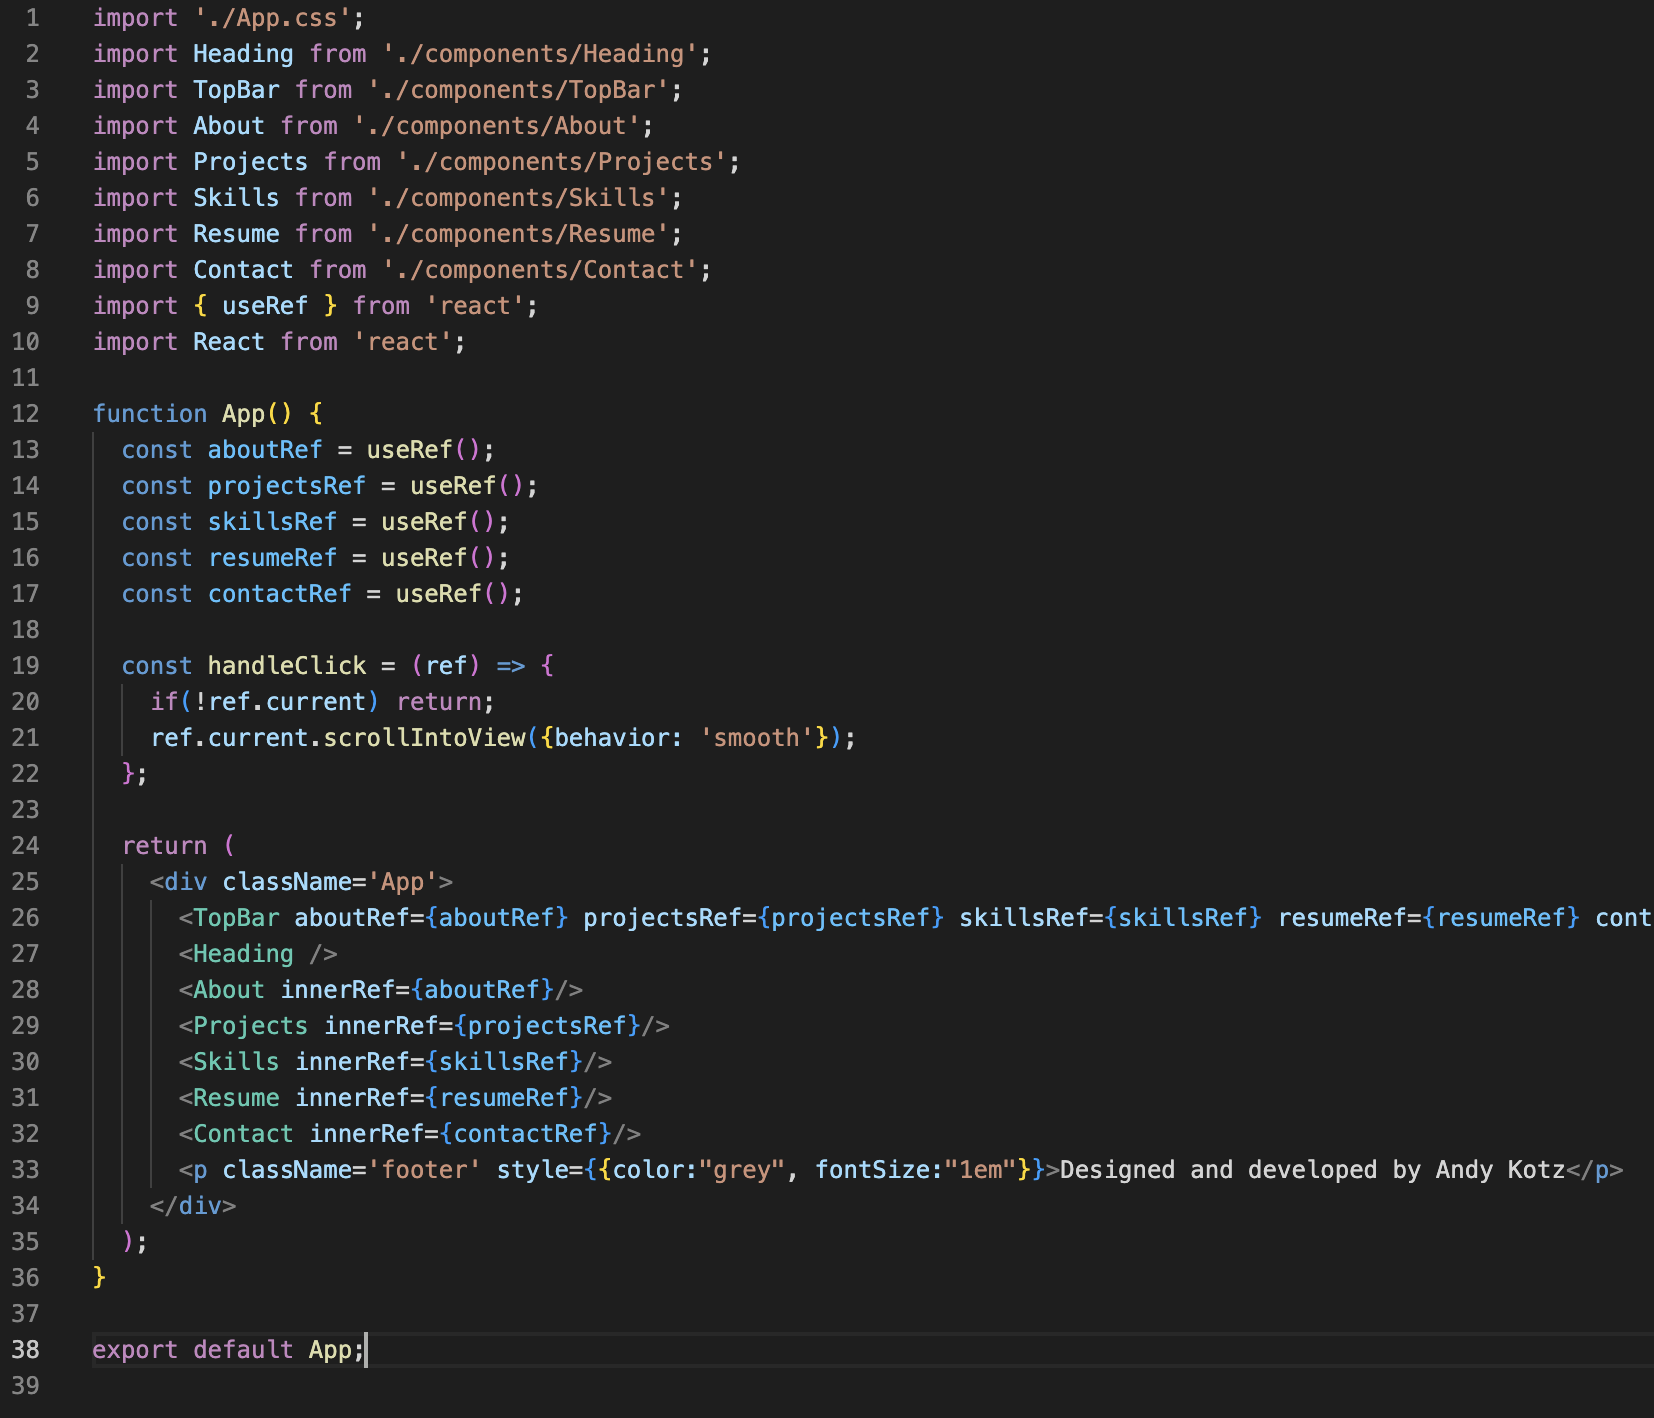 1 import './App.css';
2 import Heading from './components/Heading';
3 import TopBar from './components/TopBar';
4 import About from './components/About';
5 import Projects from './components/Projects';
6 import Skills from './components/Skills';
7 import Resume from './components/Resume';
8 import Contact from './components/Contact';
9 import { useRef } from 'react';
10 import React from 'react';
11
12 function App() {
13   const aboutRef = useRef();
14   const projectsRef = useRef();
15   const skillsRef = useRef();
16   const resumeRef = useRef();
17   const contactRef = useRef();
18
19   const handleClick = (ref) => {
20     if(!ref.current) return;
21     ref.current.scrollIntoView({behavior: 'smooth'});
22   };
23
24   return (
25     <div className='App'>
26       <TopBar aboutRef={aboutRef} projectsRef={projectsRef} skillsRef={skillsRef} resumeRef={resumeRef} cont
27       <Heading />
28       <About innerRef={aboutRef}/>
29       <Projects innerRef={projectsRef}/>
30       <Skills innerRef={skillsRef}/>
31       <Resume innerRef={resumeRef}/>
32       <Contact innerRef={contactRef}/>
33       <p className='footer' style={{color:"grey", fontSize:"1em"}}>Designed and developed by Andy Kotz</p>
34     </div>
35   );
36 }
37
38 export default App;
39